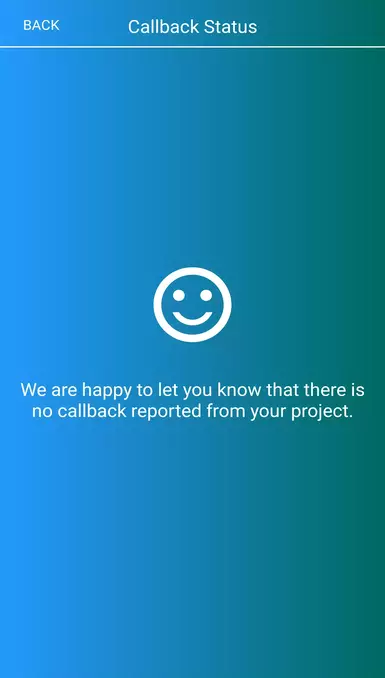 BACK
Callback Status
We are happy to let you know that there is
no callback reported from your project.